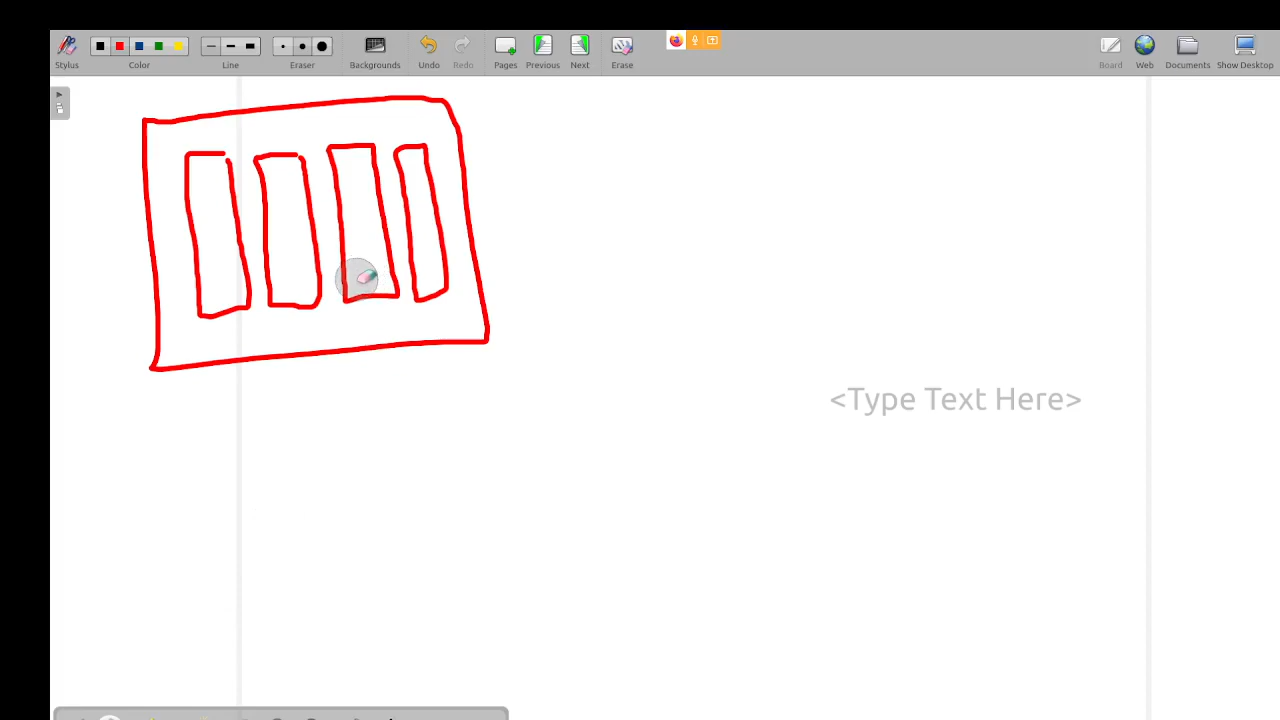 Stylus
Color
Line
Eraser
Backgrounds
Undo
Redo
Pages
Previous
Next
Erase
Board
Web
Documents
Show Desktop
<Type Text Here>